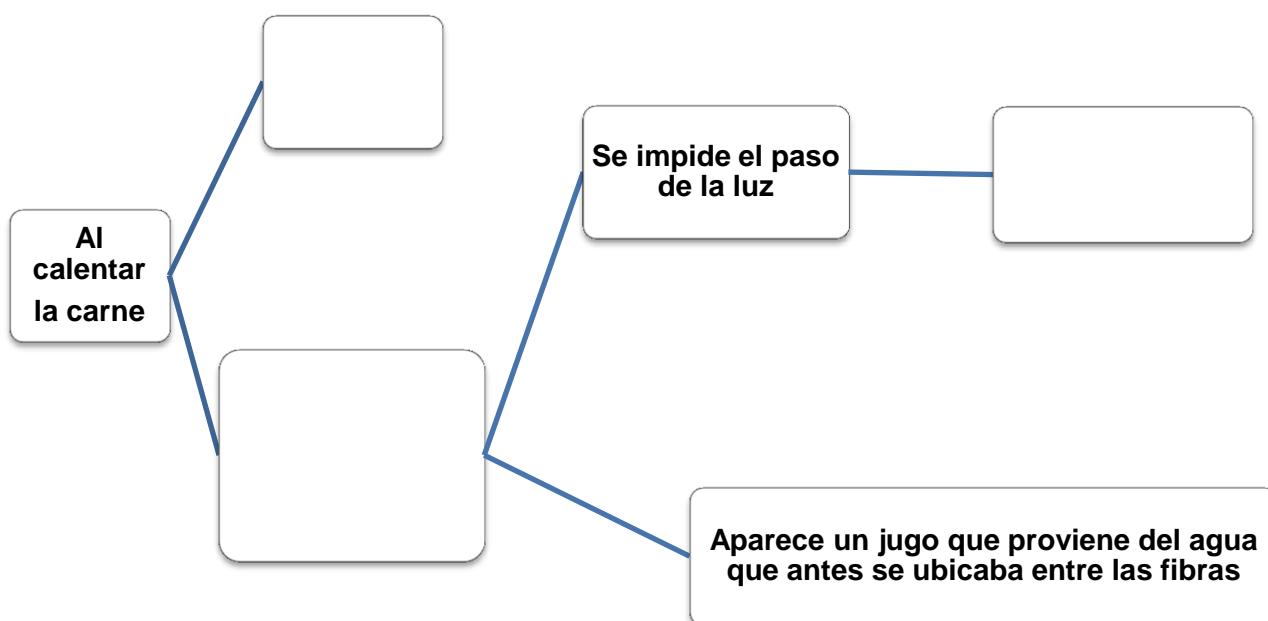 Se impide el paso
de la luz
Al
calentar
la carne
Aparece un jugo que proviene del agua
que antes se ubicaba entre las fibras